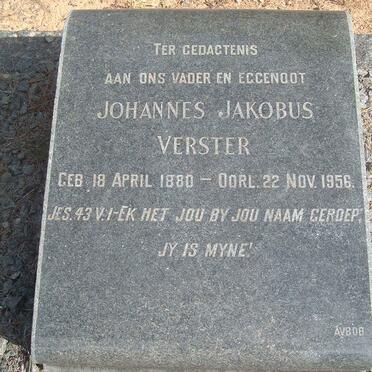 TER GEDAGTENIS
AAN ONS VADER EN EGGENOOT
JOHANNES JAKOBUS
VERSTER
GEB. 18 APRIL 1880 – OORL. 22 NOV. 1956.
JES. 43 V. 1-EK HET JOU BY JOU NAAM GEROEP,
JY IS MYNE!
AVBOB